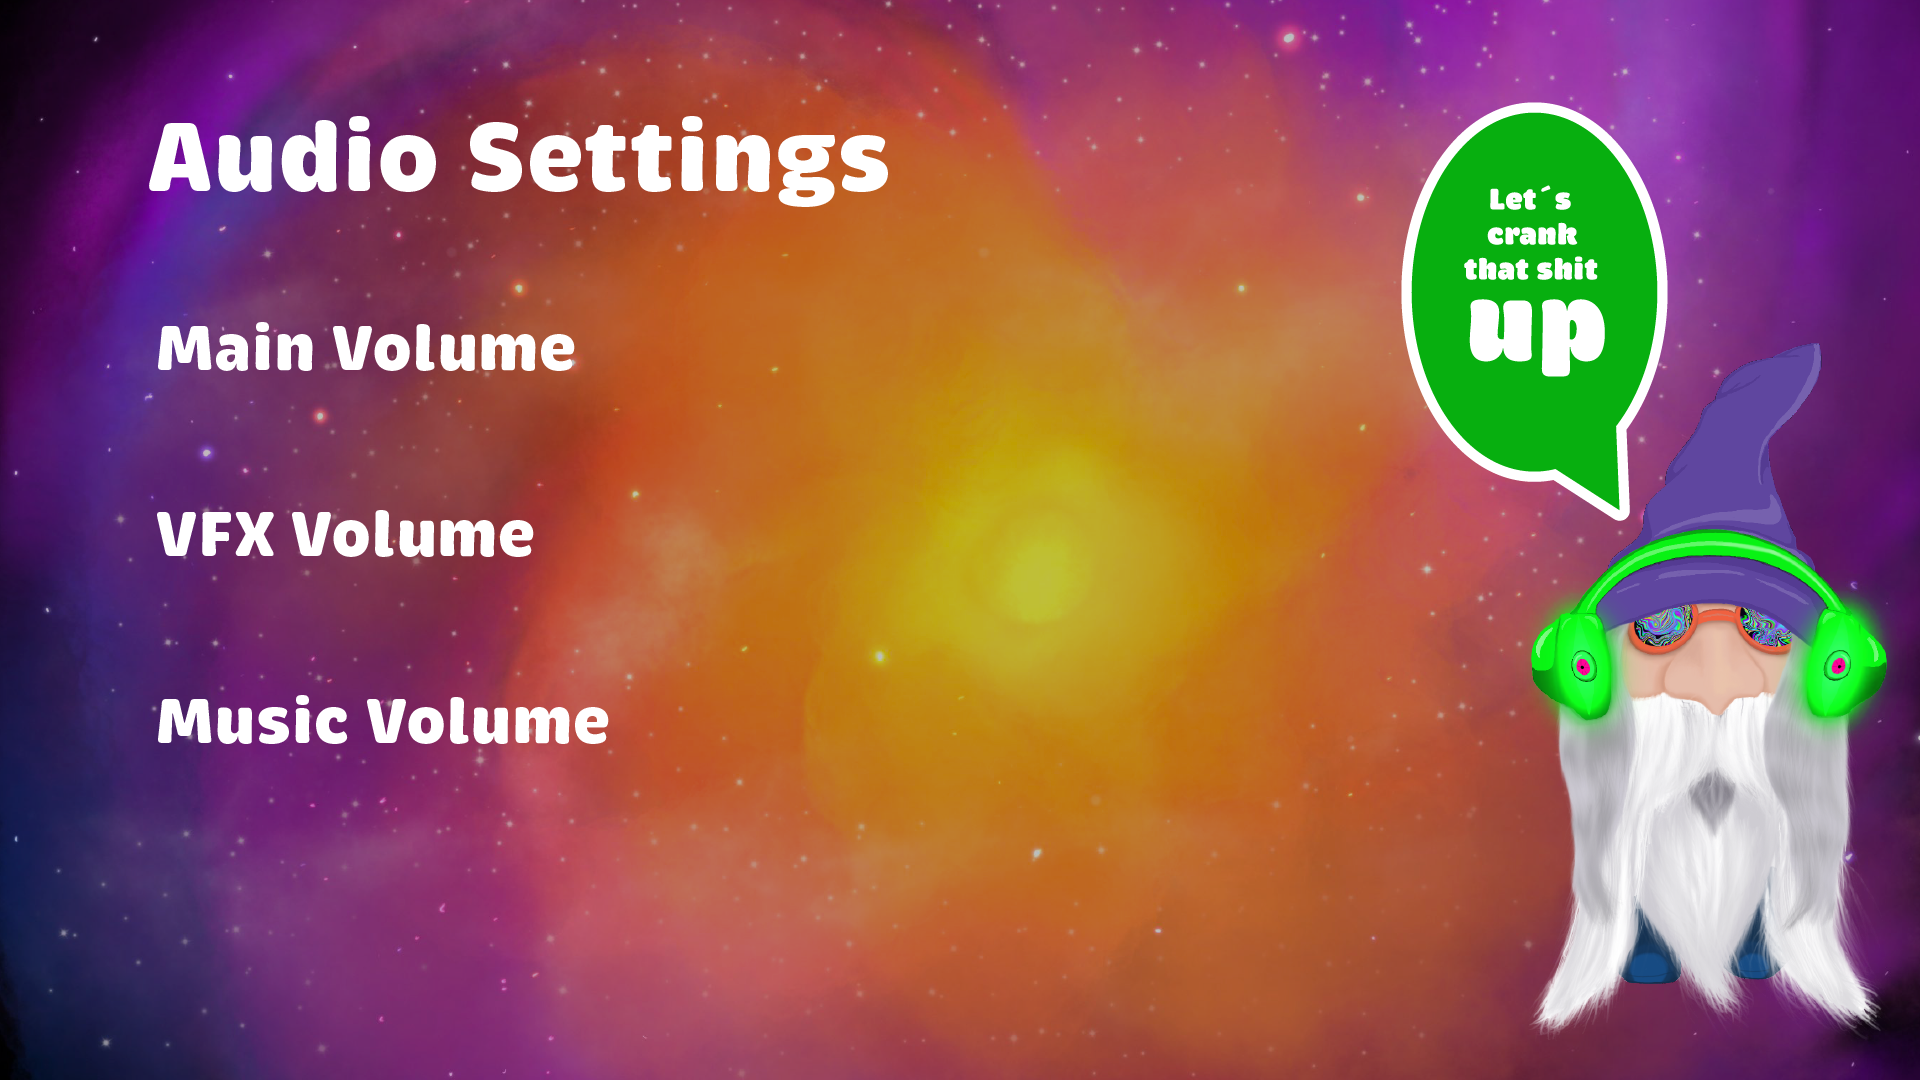 Audio Settings
Main Volume
VFX Volume
Music Volume
Let´s
crank
that shit
up